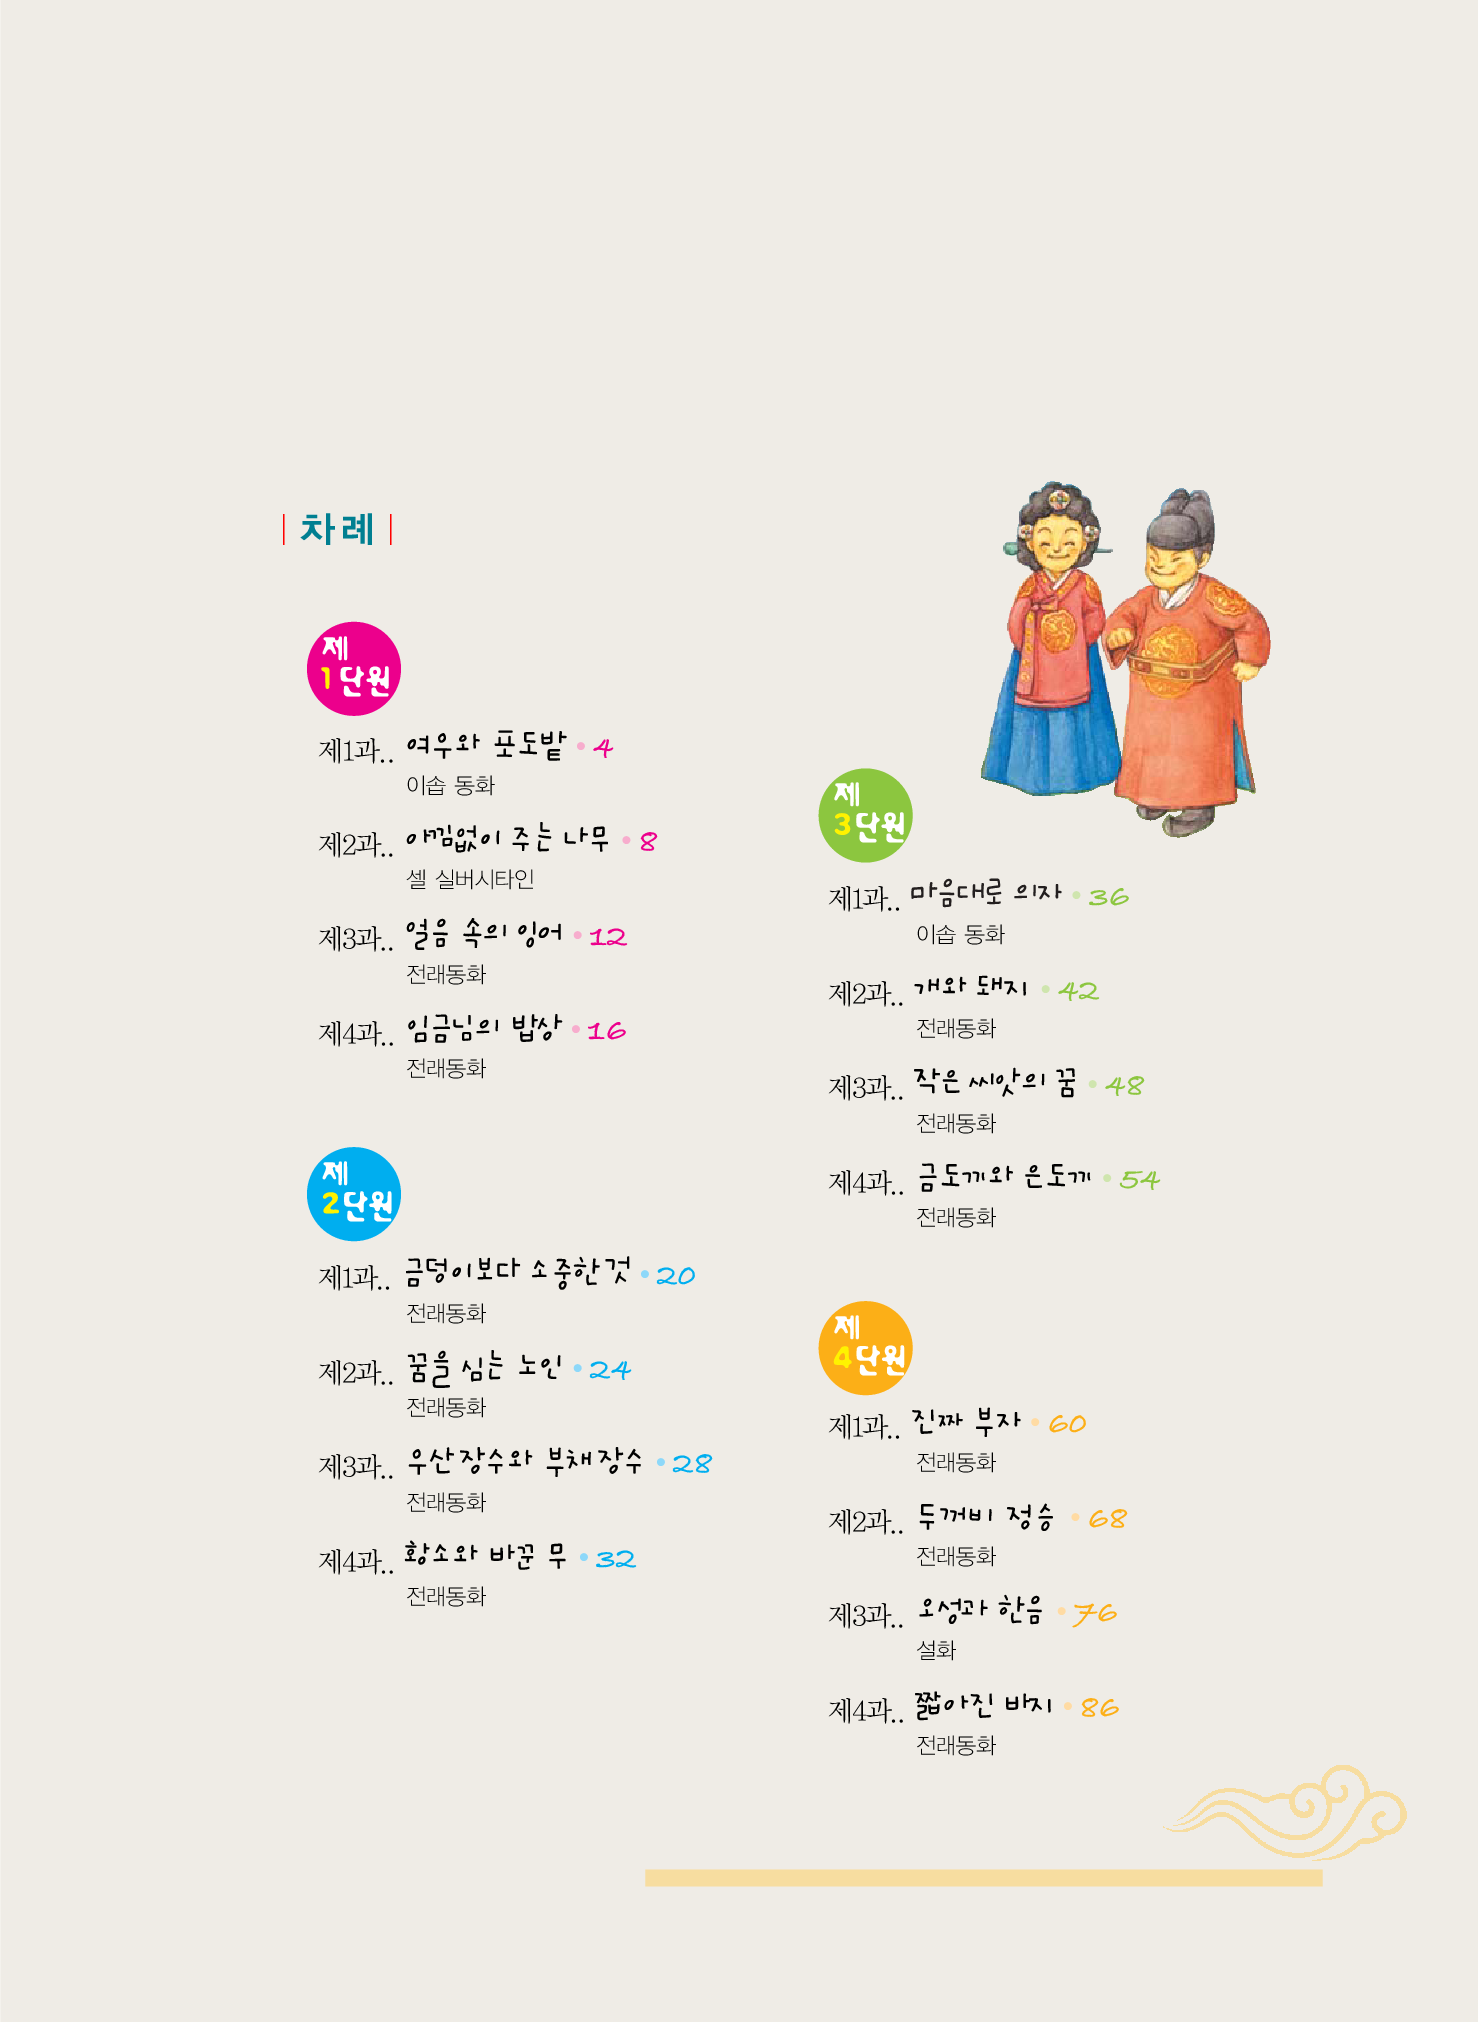 차례
제
1단원
제1과.. 여우와 포도밭 • 4
이솝 동화
제2과.. 아낌없이 주는 나무 • 8
셀 실버시타인
제3과.. 얼음 속의 잉어 • 12
전래동화
제4과.. 임금님의 밥상 • 16
전래동화
제
2단원
제1과.. 금덩이보다 소중한 것 • 20
전래동화
제2과.. 꿈을 심는 노인 • 24
전래동화
제3과.. 우산 장수와 부채 장수 • 28
전래동화
제4과.. 황소와 바꾼 무 • 32
전래동화
제
3단원
제1과.. 마음대로 의자 • 36
이솝 동화
제2과.. 개와 돼지 • 42
전래동화
제3과.. 작은 씨앗의 꿈 • 48
전래동화
제4과.. 금도끼와 은도끼 • 54
전래동화
제
4단원
제1과.. 진짜 부자 • 60
전래동화
제2과.. 두꺼비 정승 • 68
전래동화
제3과.. 오성과 한음 • 76
설화
제4과.. 짧아진 바지 • 86
전래동화